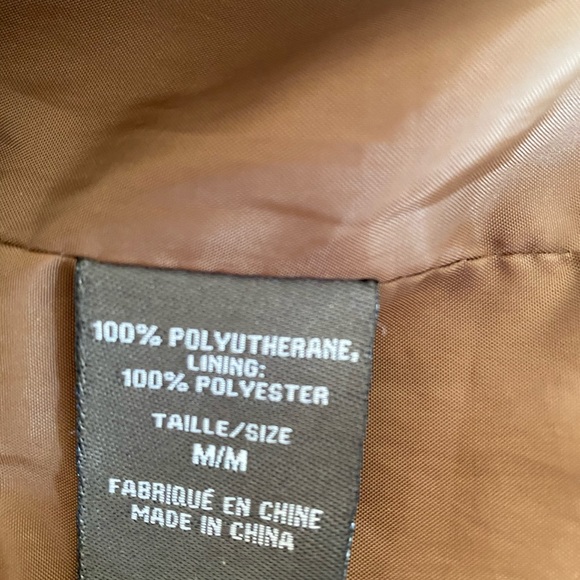 100% POLYUTHERANE,
LINING:
100% POLYESTER
TAILLE/SIZE
M/M
FABRIQUÉ EN CHINE
MADE IN CHINA